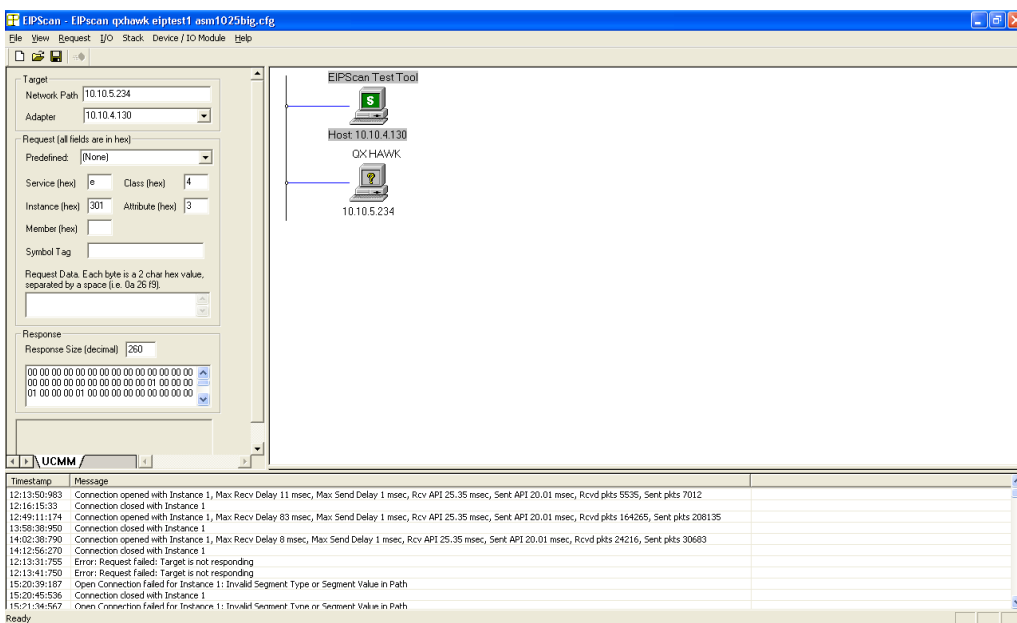 EIPScan - EIPscan qxhawk eiptest1 asm1025big.cfg
File View Request I/O Stack Device / IO Module Help
Target
Network Path 10.10.5.234
Adapter 10.10.4.130
Request (all fields are in hex)
Predefined: (None)
Service (hex) e Class (hex) 4
Instance (hex) 301 Attribute (hex) 3
Member (hex)
Symbol Tag
Request Data. Each byte is a 2 char hex value,
separated by a space (i.e. 0a 26 f9).
Response
Response Size (decimal) 260
00 00 00 00 00 00 00 00 00 00 00 00 00 00
00 00 00 00 00 00 00 00 00 00 01 00 00 00
01 00 00 00 01 00 00 00 00 00 00 00 00 00
UCMM
EIPScan Test Tool
S
Host: 10.10.4.130
QX HAWK
?
10.10.5.234
Timestamp Message
12:13:50:983 Connection opened with Instance 1, Max Recv Delay 11 msec, Max Send Delay 1 msec, Rcv API 25.35 msec, Sent API 20.01 msec, Rcvd pkts 5535, Sent pkts 7012
12:16:15:33 Connection closed with Instance 1
12:49:11:174 Connection opened with Instance 1, Max Recv Delay 83 msec, Max Send Delay 1 msec, Rcv API 25.35 msec, Sent API 20.01 msec, Rcvd pkts 164265, Sent pkts 208135
13:58:38:950 Connection closed with Instance 1
14:02:38:790 Connection opened with Instance 1, Max Recv Delay 8 msec, Max Send Delay 1 msec, Rcv API 25.35 msec, Sent API 20.01 msec, Rcvd pkts 24216, Sent pkts 30683
14:12:56:270 Connection closed with Instance 1
12:13:31:755 Error: Request failed: Target is not responding
12:13:41:750 Error: Request failed: Target is not responding
15:20:39:187 Open Connection failed for Instance 1: Invalid Segment Type or Segment Value in Path
15:20:45:536 Connection closed with Instance 1
15:21:34:567 Open Connection failed for Instance 1: Invalid Segment Type or Segment Value in Path
Ready